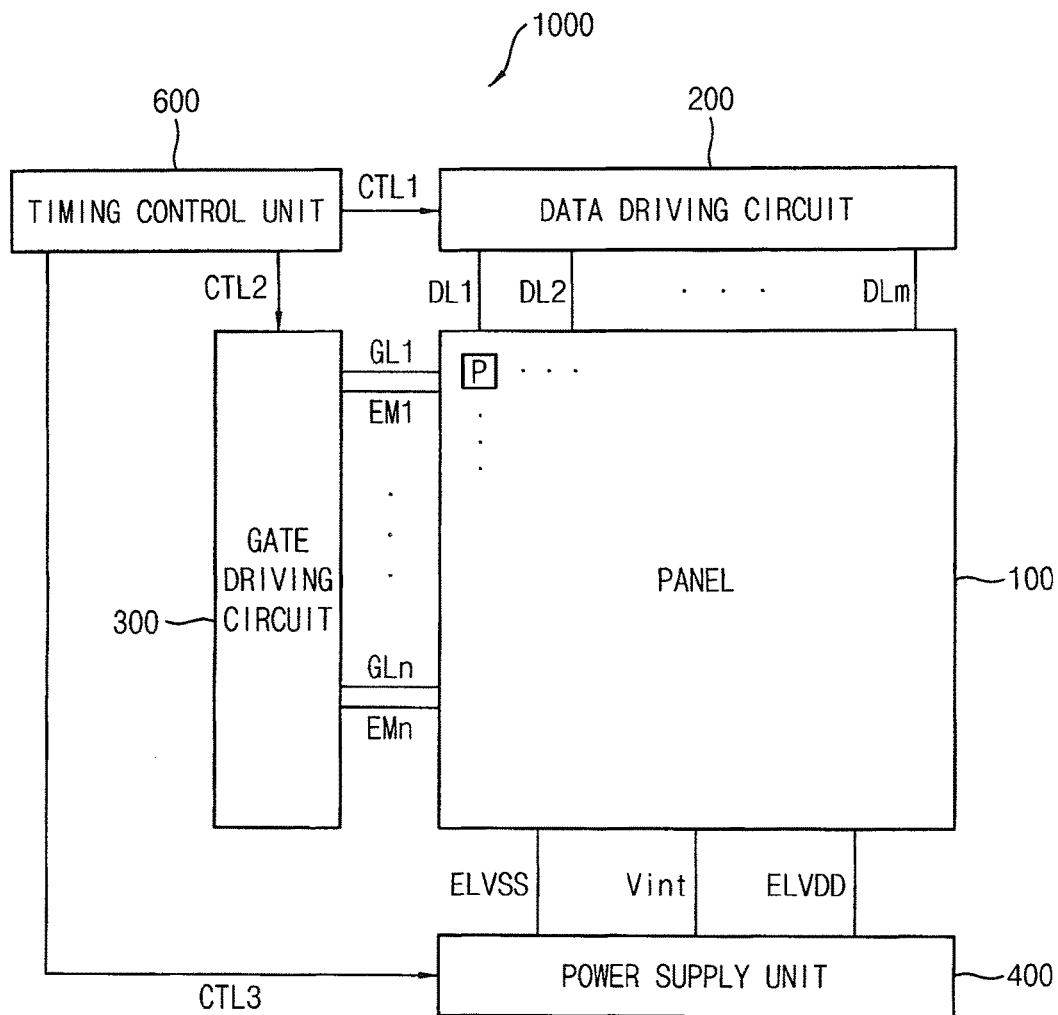 1000
600
200
TIMING CONTROL UNIT
CTL1
DATA DRIVING CIRCUIT
CTL2
DL1
DL2
. . .
DLm
GL1
EM1
P
. . .
GATE
DRIVING
CIRCUIT
300
PANEL
100
GLn
EMn
ELVSS
Vint
ELVDD
POWER SUPPLY UNIT
400
CTL3